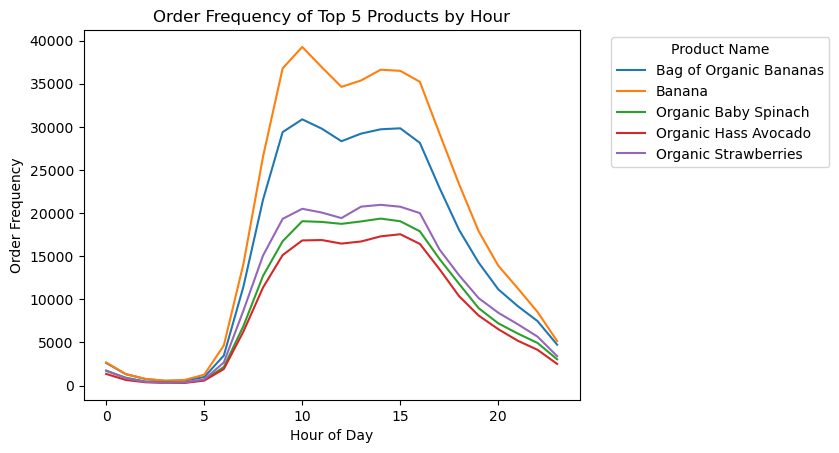 Order Frequency of Top 5 Products by Hour
Order Frequency
40000
35000
30000
25000
20000
15000
10000
5000
0
0 5 10 15 20
Hour of Day
Product Name
Bag of Organic Bananas
Banana
Organic Baby Spinach
Organic Hass Avocado
Organic Strawberries